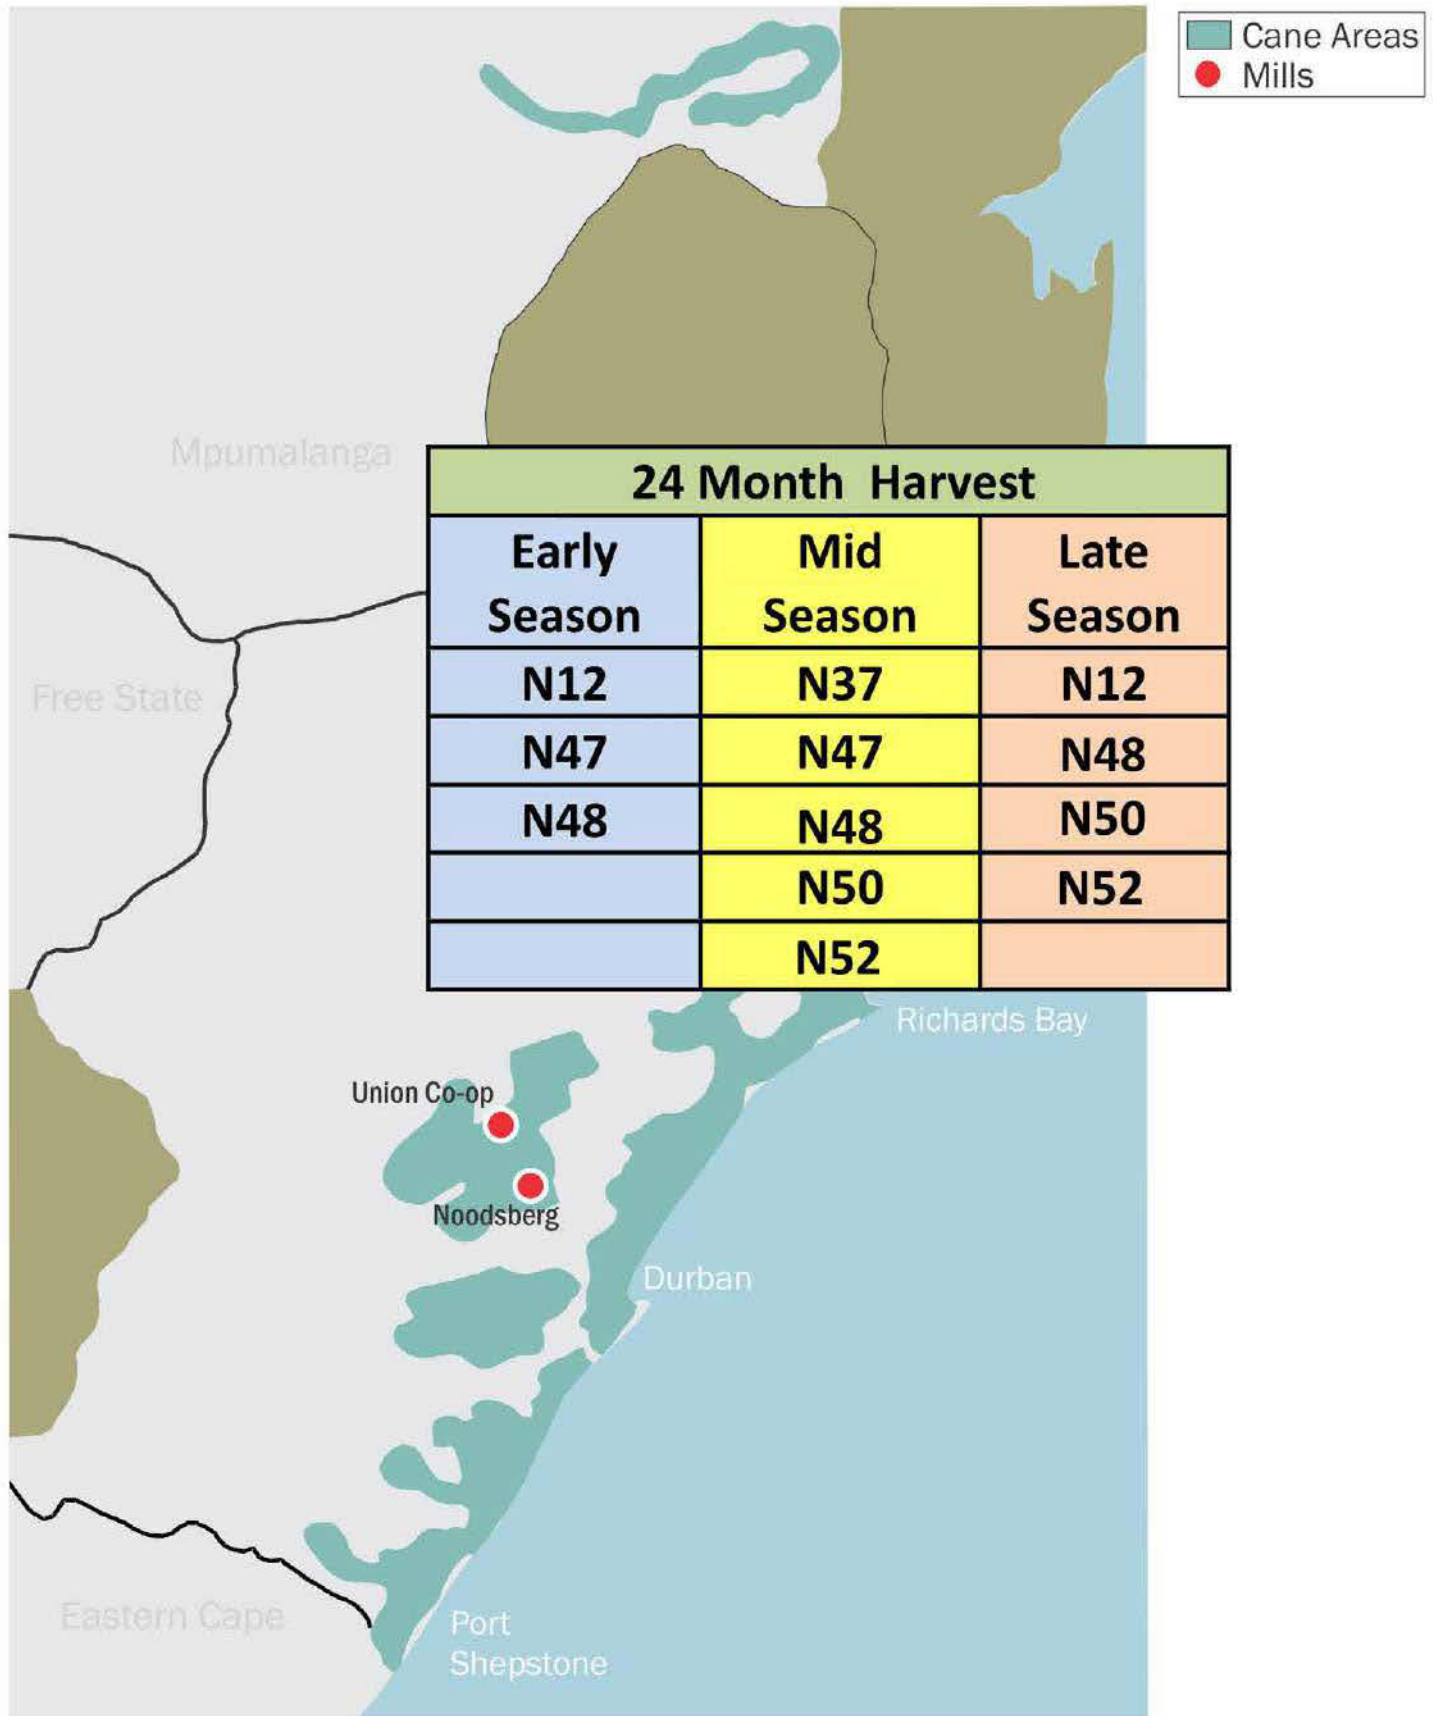 Cane Areas
Mills
Mpumalanga
24 Month Harvest
Early Season
Mid Season
Late Season
N12 N37 N12
N47 N47 N48
N48 N48 N50
N50 N52
N52
Free State
Richards Bay
Union Co-op
Noodsberg
Durban
Eastern Cape
Port
Shepstone